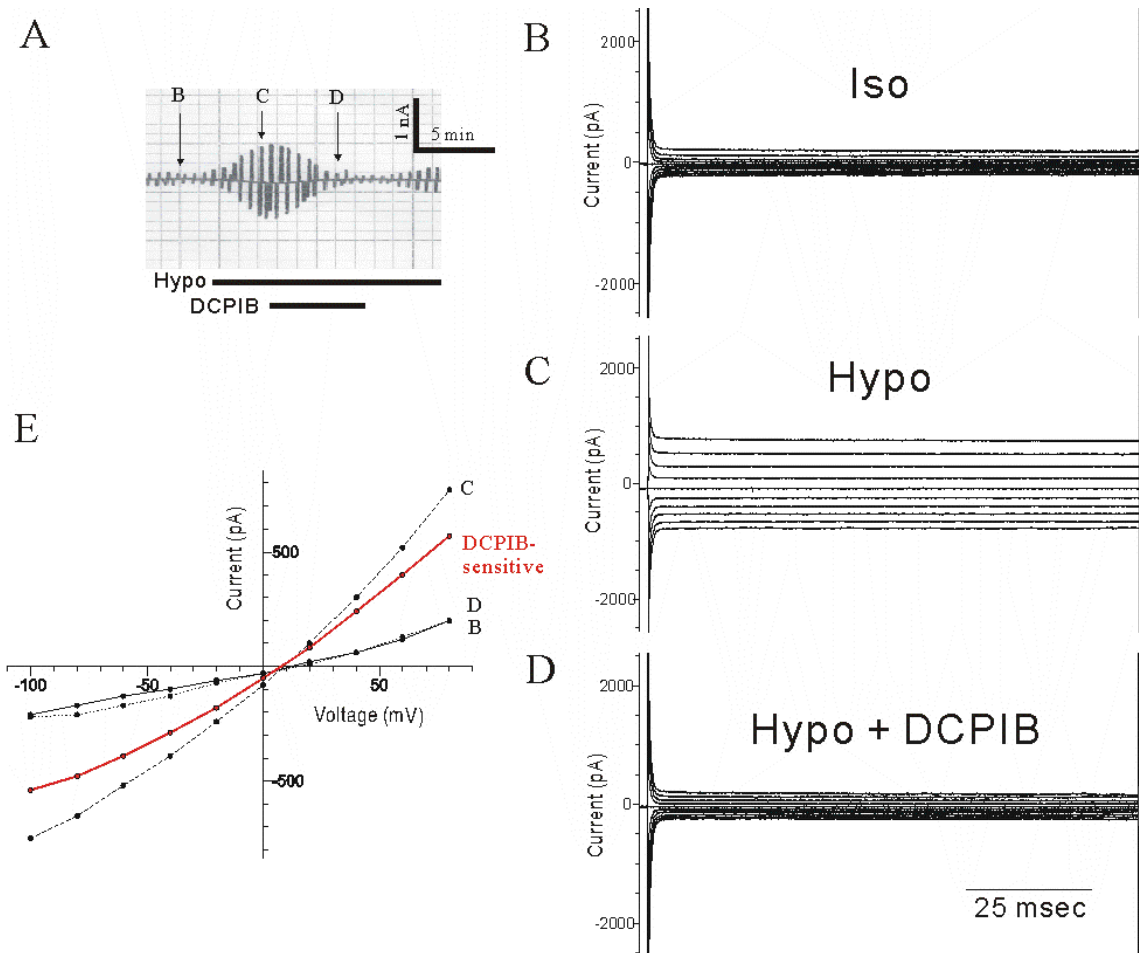 A
B C D
1 nA
5 min
Hypo
DCPIB
B
Iso
Current (pA)
2000
0
-2000
C
Hypo
Current (pA)
2000
0
-2000
D
Hypo + DCPIB
Current (pA)
2000
0
-2000
25 msec
E
Current (pA)
500
-500
-100
-50
50
Voltage (mV)
C
DCPIB-
sensitive
D
B